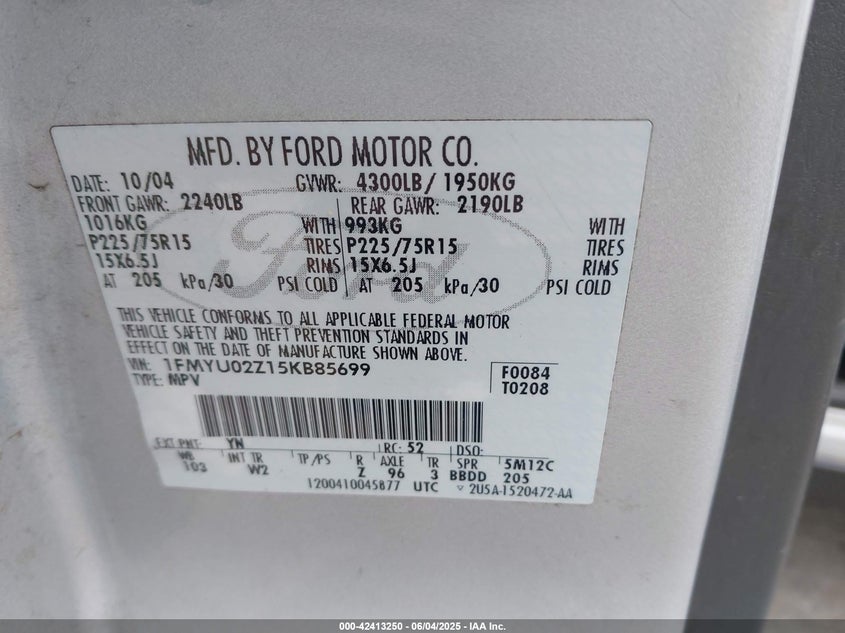 MFD. BY FORD MOTOR CO.
DATE: 10/04 GVWR: 4300LB/ 1950KG
FRONT GAWR: 2240LB REAR GAWR: 2190LB
1016KG WITH 993KG WITH
P225/75R15 TIRES P225/75R15 TIRES
15X6.5J RIMS 15X6.5J RIMS
AT 205 kPa/30 PSI COLD AT 205 kPa/30 PSI COLD
Ford
THIS VEHICLE CONFORMS TO ALL APPLICABLE FEDERAL MOTOR
VEHICLE SAFETY AND THEFT PREVENTION STANDARDS IN
EFFECT ON THE DATE OF MANUFACTURE SHOWN ABOVE.
VIN: 1FMYU02Z15KB85699 F0084
TYPE: MPV T0208
EXT PNT: YN RC: 52 DSO:
WB INT TR TP/PS R AXLE TR SPR 5M12C
103 W2 Z 96 3 BBDD 205
1200410045877 UTC ▽ 2U5A-1520472-AA
000-42413250 - 06/04/2025 - IAA Inc.